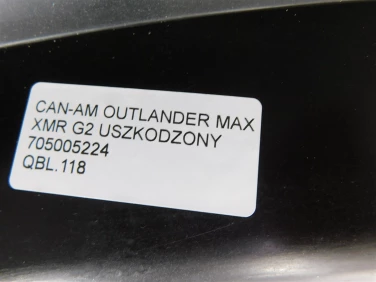 CAN-AM OUTLANDER MAX
XMR G2 USZKODZONY
705005224
QBL.118